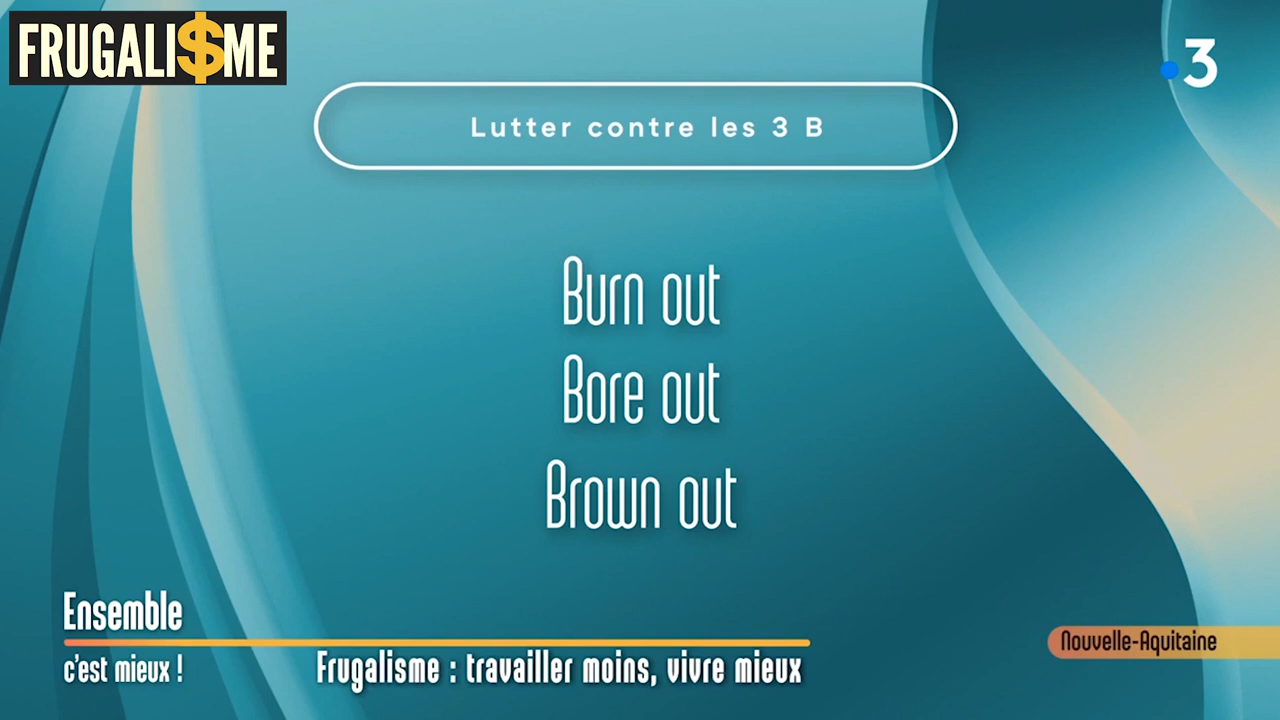 FRUGALI$ME
3
Lutter contre les 3 B
Burn out
Bore out
Brown out
Ensemble
c'est mieux !
Frugalisme : travailler moins, vivre mieux
Nouvelle-Aquitaine